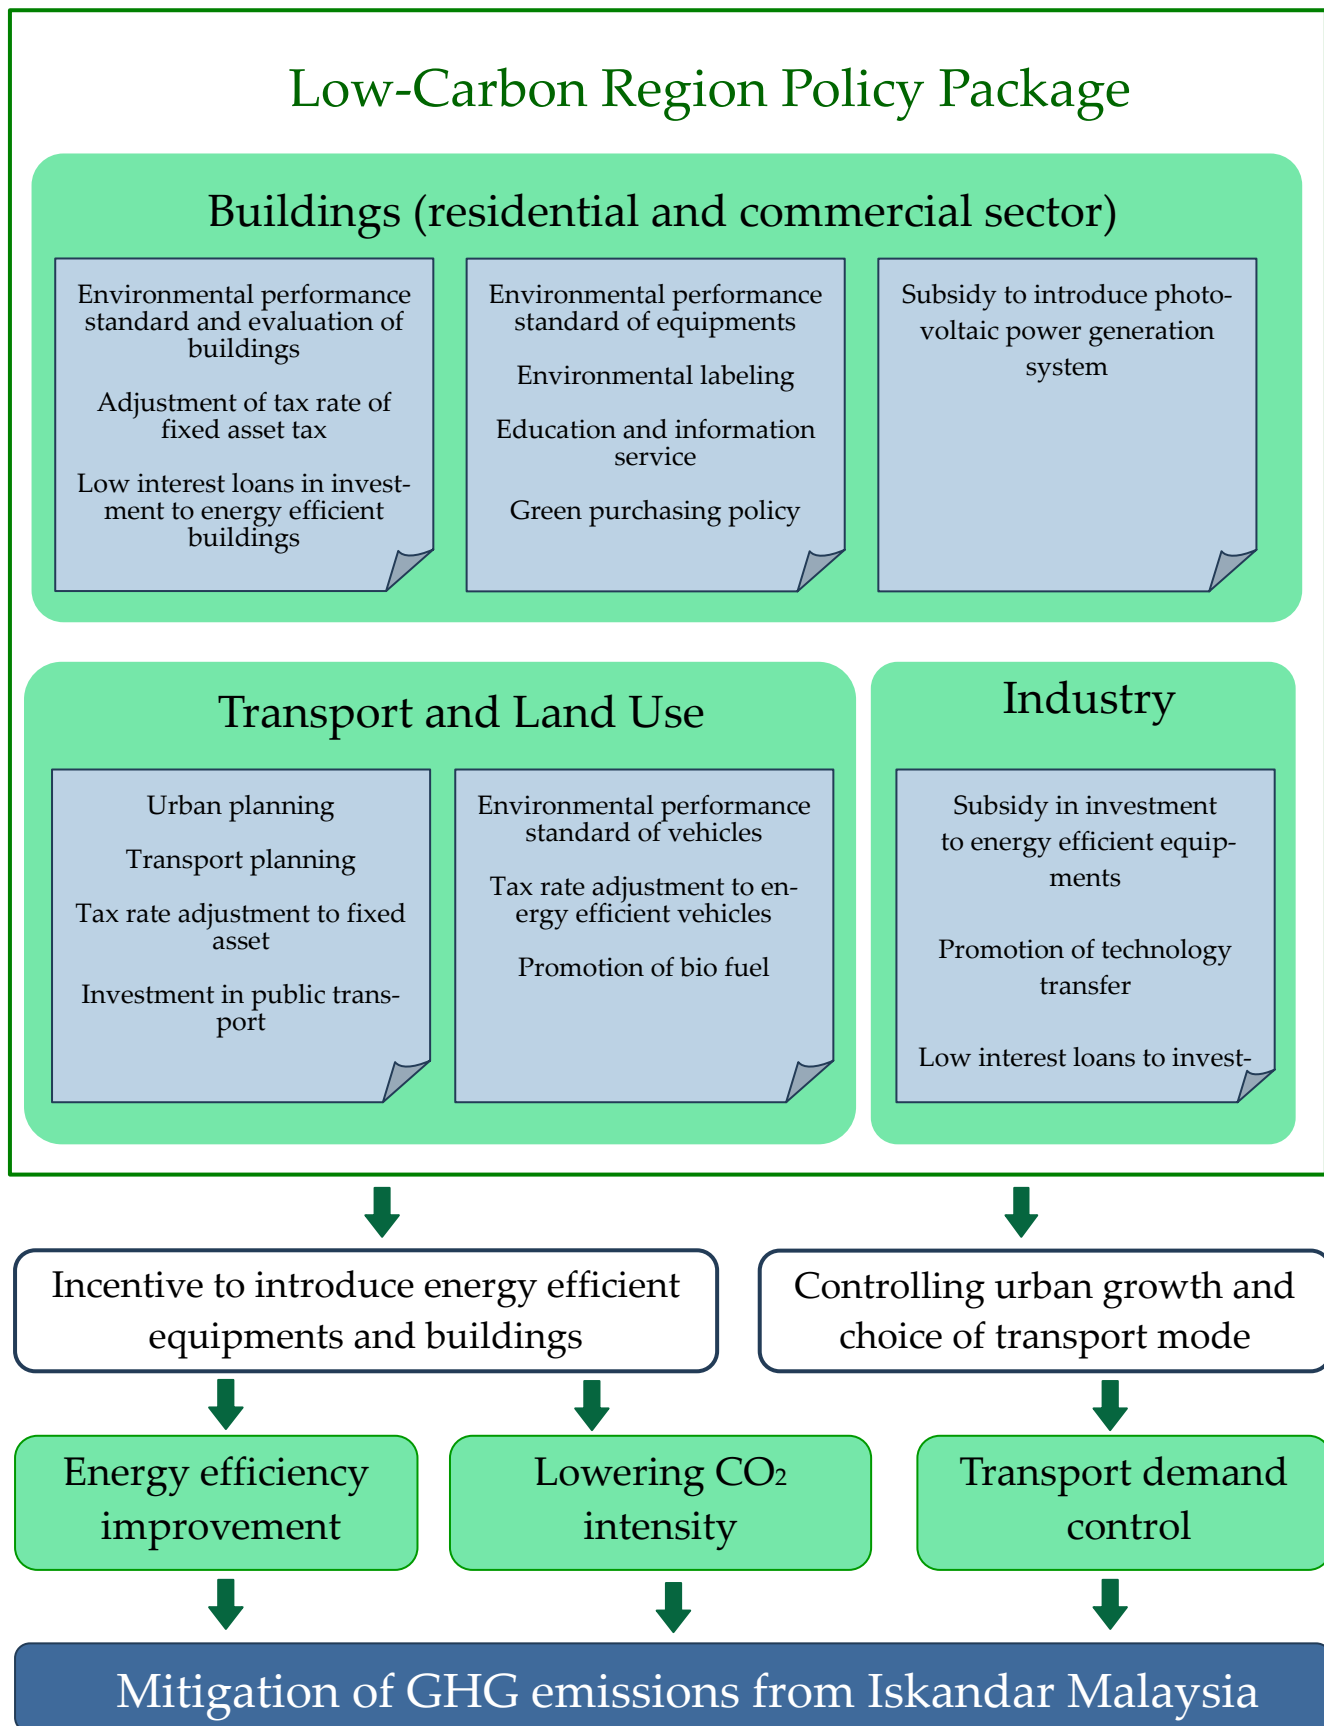 Low-Carbon Region Policy Package
Buildings (residential and commercial sector)
Environmental performance
standard and evaluation of
buildings
Adjustment of tax rate of
fixed asset tax
Low interest loans in invest-
ment to energy efficient
buildings
Environmental performance
standard of equipments
Environmental labeling
Education and information
service
Green purchasing policy
Subsidy to introduce photo-
voltaic power generation
system
Transport and Land Use
Urban planning
Transport planning
Tax rate adjustment to fixed
asset
Investment in public trans-
port
Environmental performance
standard of vehicles
Tax rate adjustment to en-
ergy efficient vehicles
Promotion of bio fuel
Industry
Subsidy in investment
to energy efficient equip-
ments
Promotion of technology
transfer
Low interest loans to invest-
Incentive to introduce energy efficient
equipments and buildings
Controlling urban growth and
choice of transport mode
Energy efficiency
improvement
Lowering CO₂
intensity
Transport demand
control
Mitigation of GHG emissions from Iskandar Malaysia